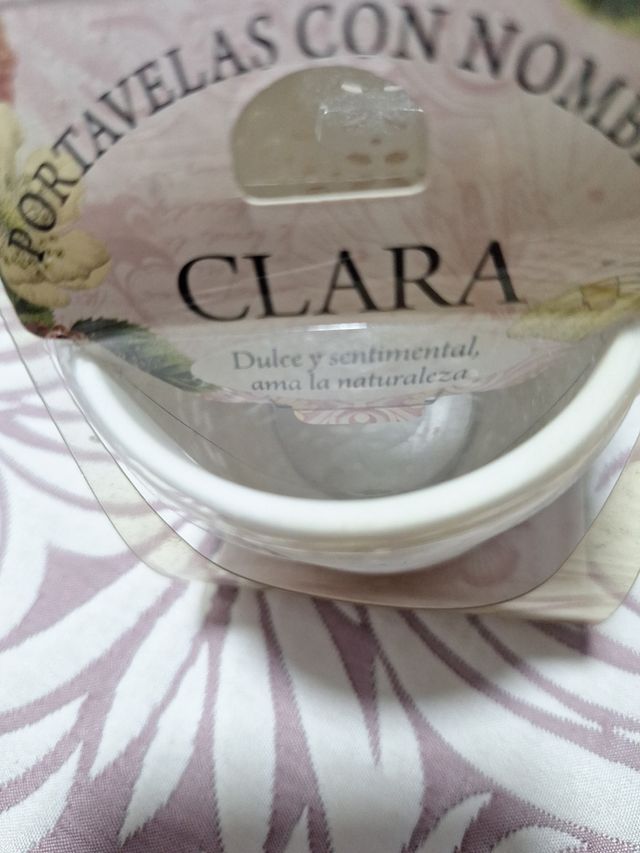 PORTAVELAS CON NOMB
CLARA
Dulce y sentimental,
ama la naturaleza